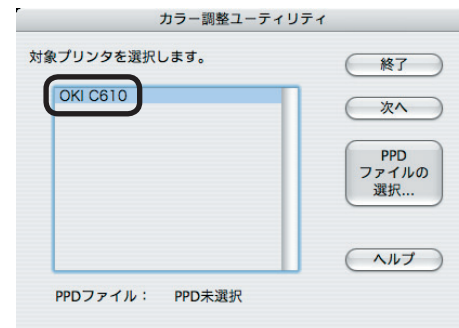 カラー調整ユーティリティ
対象プリンタを選択します。
OKI C610
終了
次へ
PPD
ファイルの
選択...
ヘルプ
PPDファイル： PPD未選択